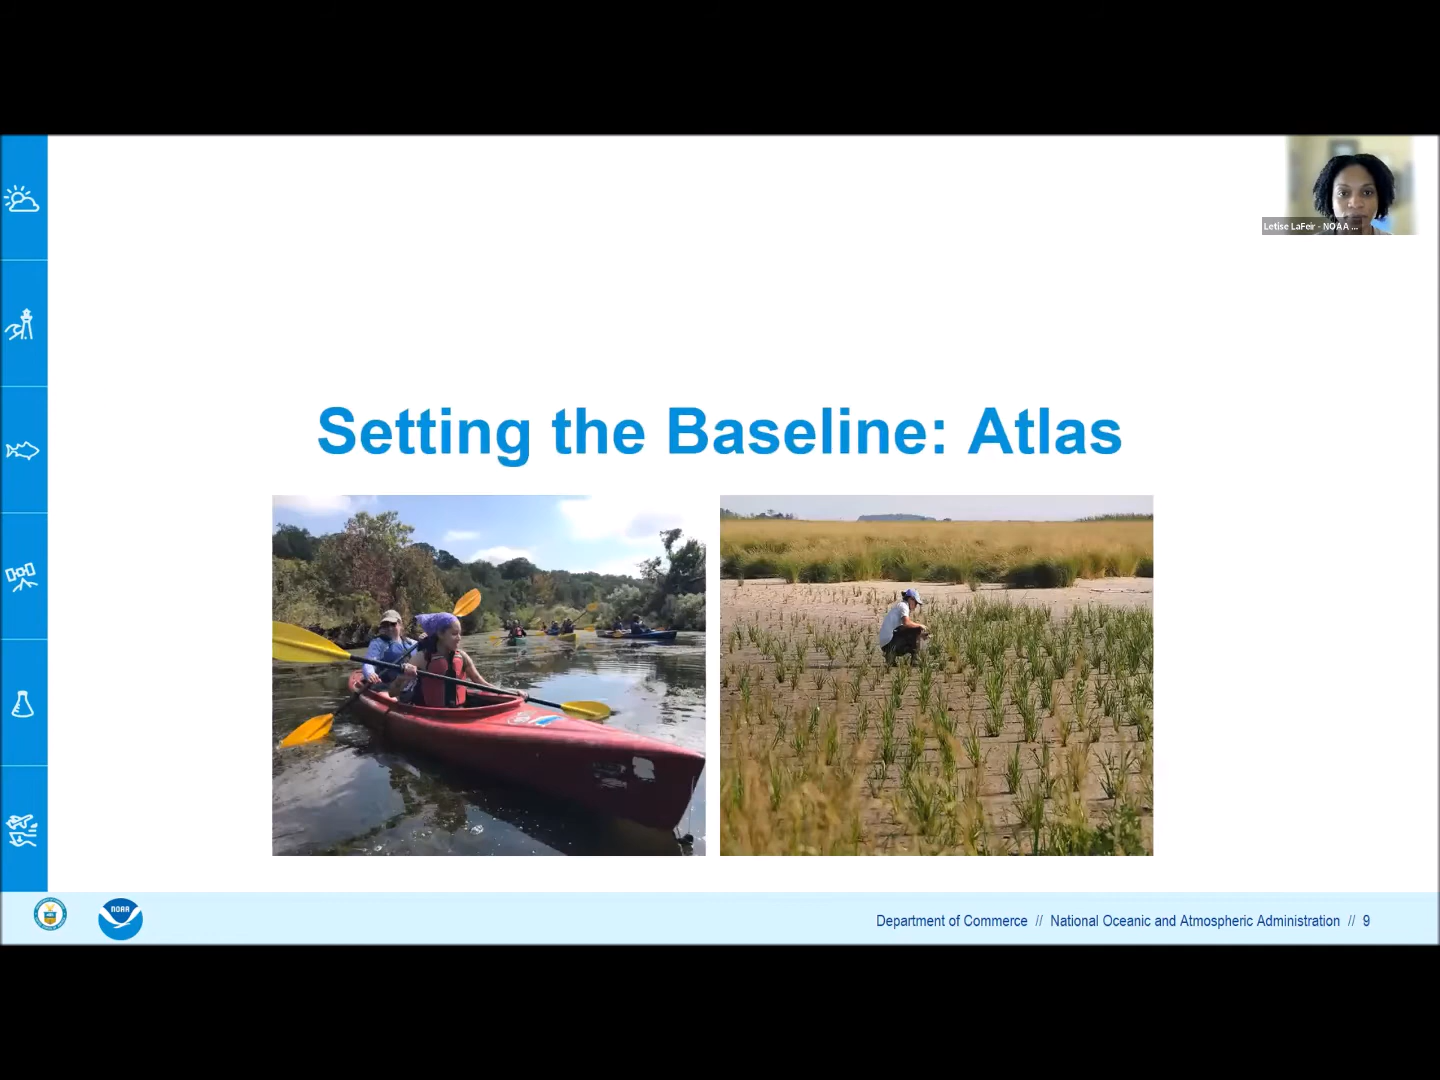 Letise LaFeir - NOAA ...
Setting the Baseline: Atlas
NOAA
Department of Commerce // National Oceanic and Atmospheric Administration // 9